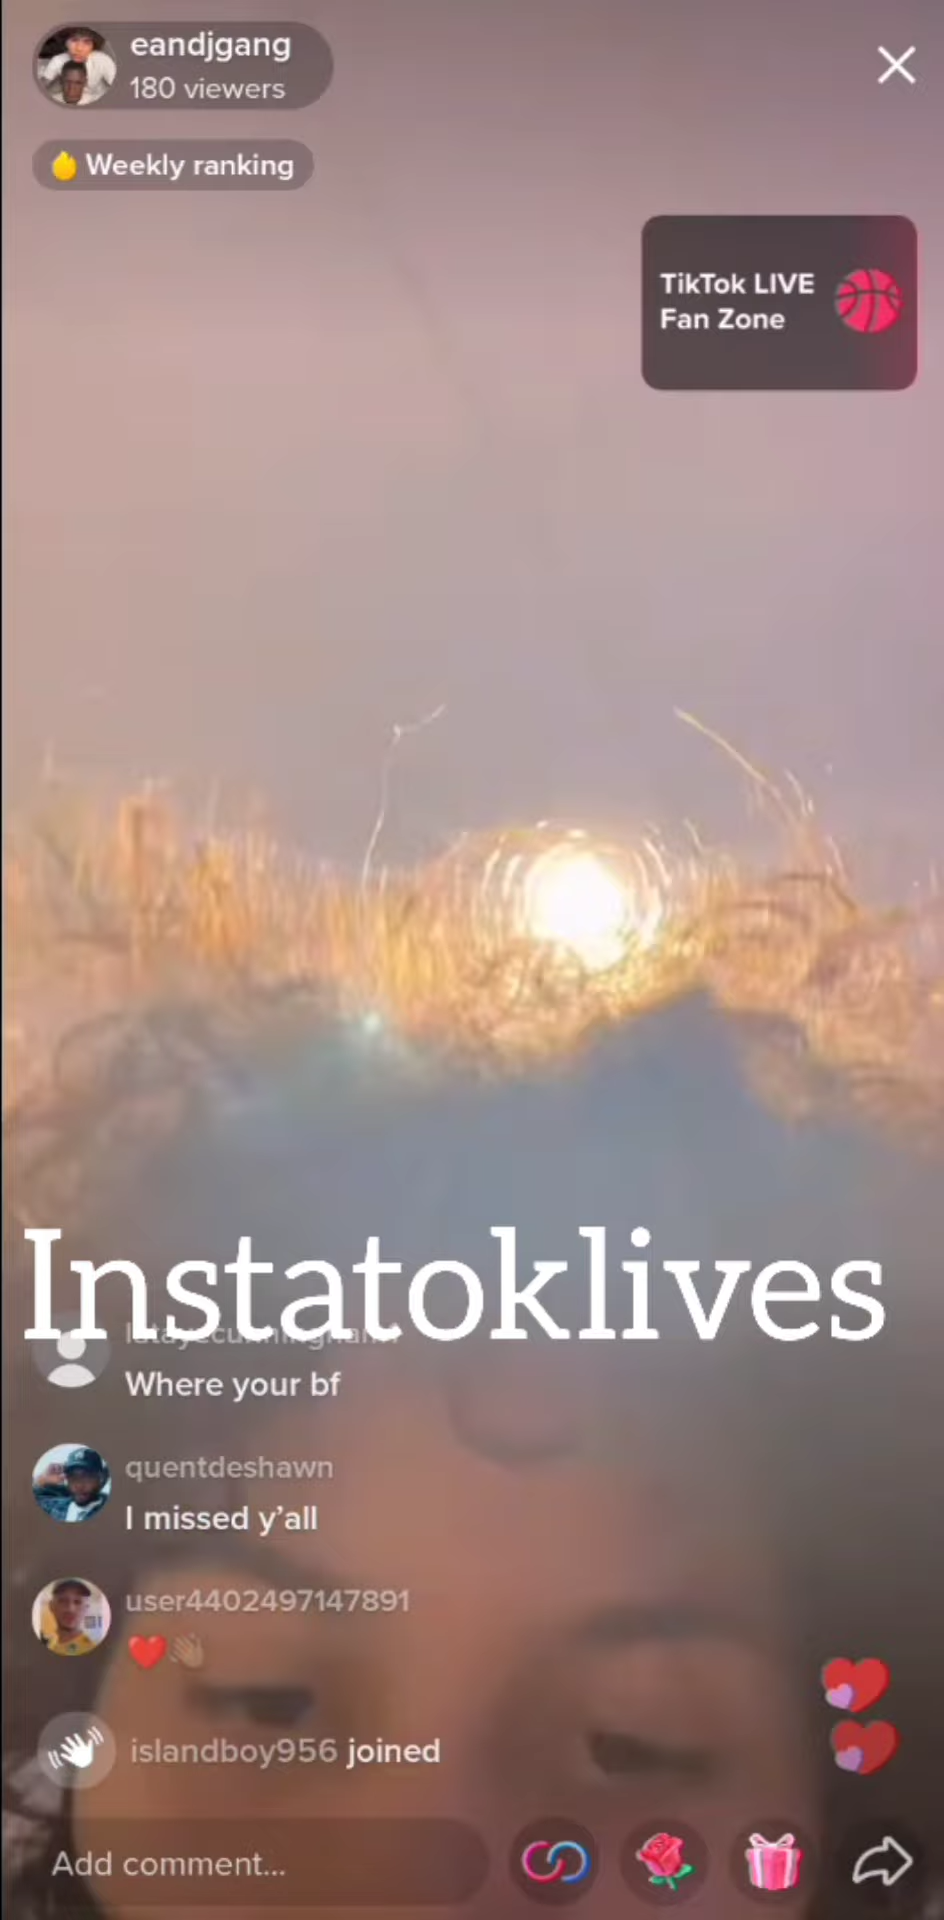 eandjgang
180 viewers
Weekly ranking
TikTok LIVE
Fan Zone
Instatoklives
Where your bf
quentdeshawn
I missed y’all
user4402497147891
islandboy956 joined
Add comment...